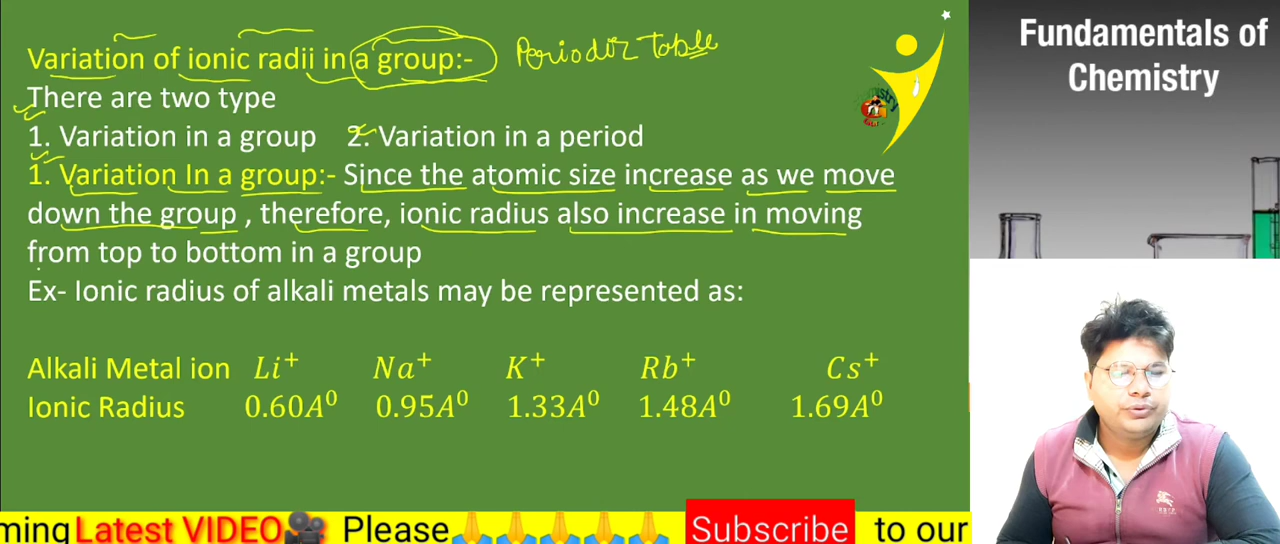 Variation of ionic radii in a group:- Periodic table
There are two type
1. Variation in a group 2. Variation in a period
1. Variation In a group:- Since the atomic size increase as we move
down the group , therefore, ionic radius also increase in moving
from top to bottom in a group
Ex- Ionic radius of alkali metals may be represented as:
Alkali Metal ion Li⁺ Na⁺ K⁺ Rb⁺ Cs⁺
Ionic Radius 0.60A⁰ 0.95A⁰ 1.33A⁰ 1.48A⁰ 1.69A⁰
Fundamentals of
Chemistry
ming Latest VIDEO Please Subscribe to our